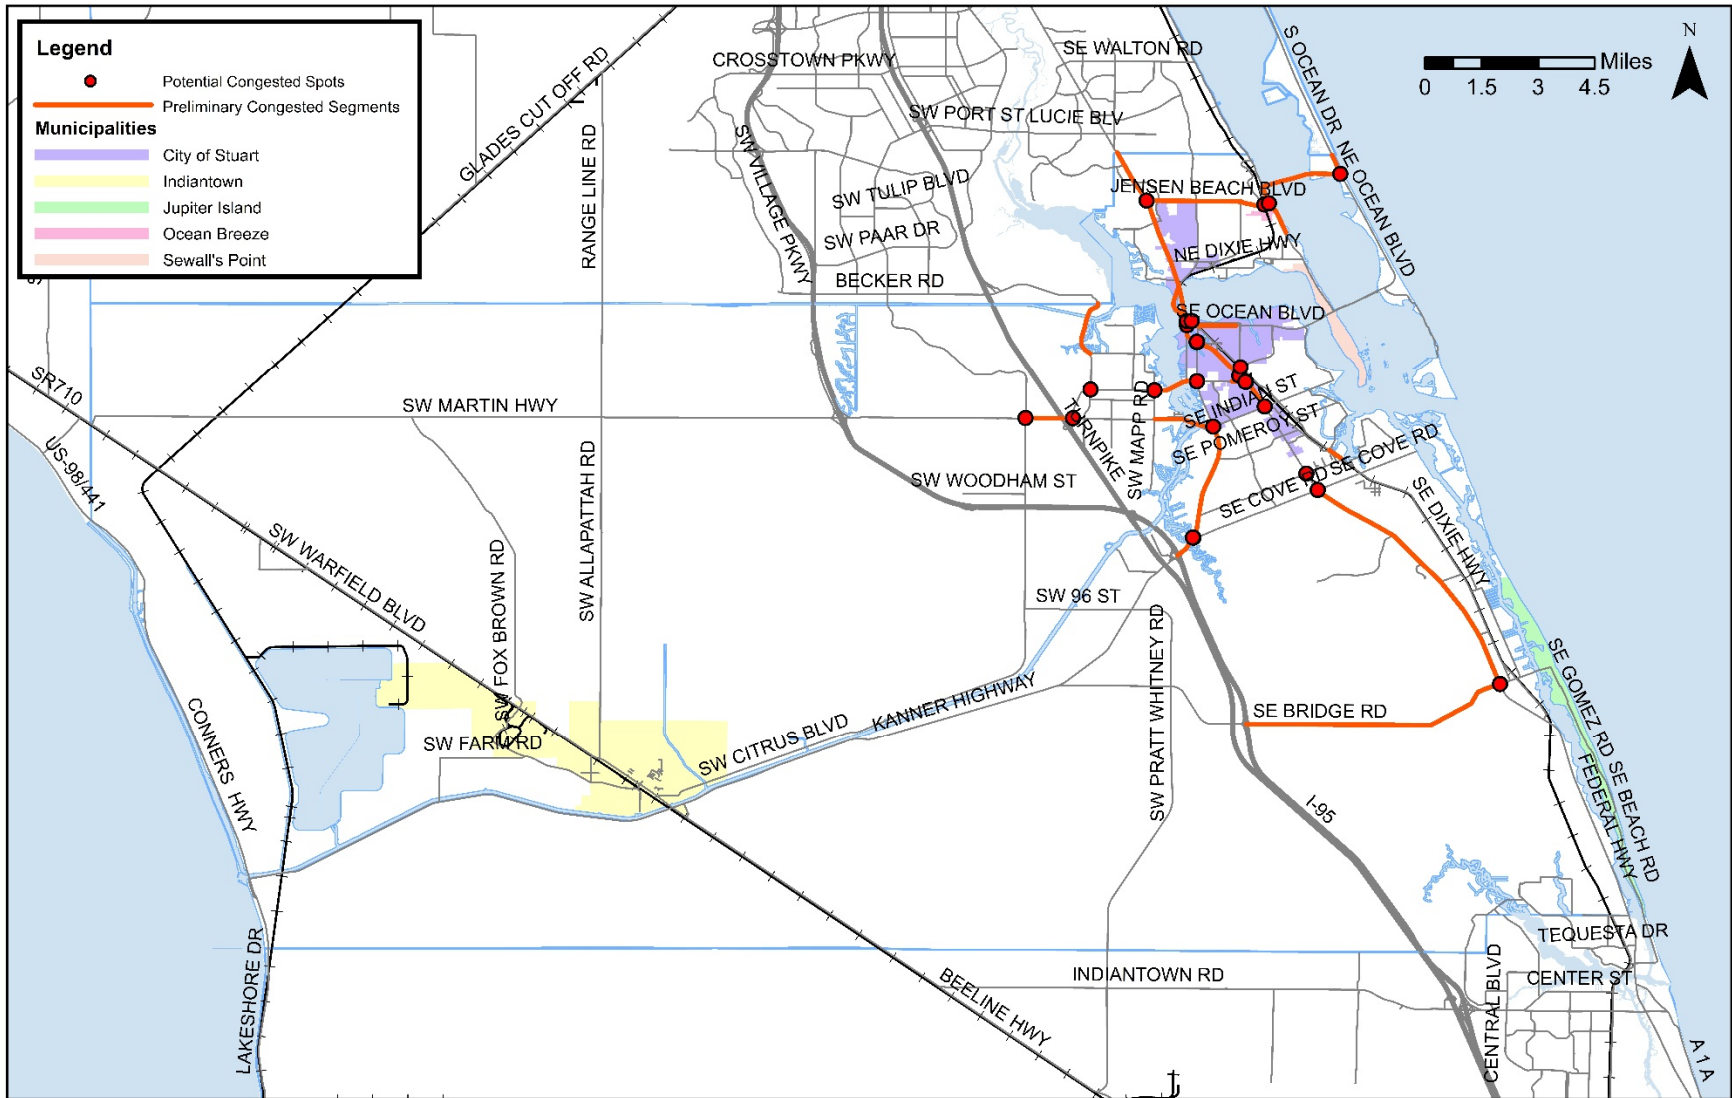 Legend
Potential Congested Spots
Preliminary Congested Segments
Municipalities
City of Stuart
Indiantown
Jupiter Island
Ocean Breeze
Sewall's Point
N
Miles
0 1.5 3 4.5
GLADES CUT OFF RD
RANGE LINE RD
CROSSTOWN PKWY
SE WALTON RD
S OCEAN DR
NE OCEAN BLVD
SW PORT ST LUCIE BLV
SW VILLAGE PKWY
SW TULIP BLVD
JENSEN BEACH BLVD
SW PAAR DR
NE DIXIE HWY
BECKER RD
SE OCEAN BLVD
SR710
SW MARTIN HWY
TURNPIKE
SW MAPP RD
SE INDIAN ST
SE POMEROY ST
SE COVE RD
SE COVE RD
US-98/441
SW ALLAPATTAH RD
SW WOODHAM ST
SE DIXIE HWY
SW WARFIELD BLVD
SW FOX BROWN RD
SW 96 ST
SW PRATT WHITNEY RD
SE GOMEZ RD
SE BEACH RD
FEDERAL HWY
CONNERS HWY
SW FARM RD
SW CITRUS BLVD
KANNER HIGHWAY
SE BRIDGE RD
I-95
LAKESHORE DR
BEELINE HWY
INDIANTOWN RD
CENTRAL BLVD
TEQUESTA DR
CENTER ST
A 1 A